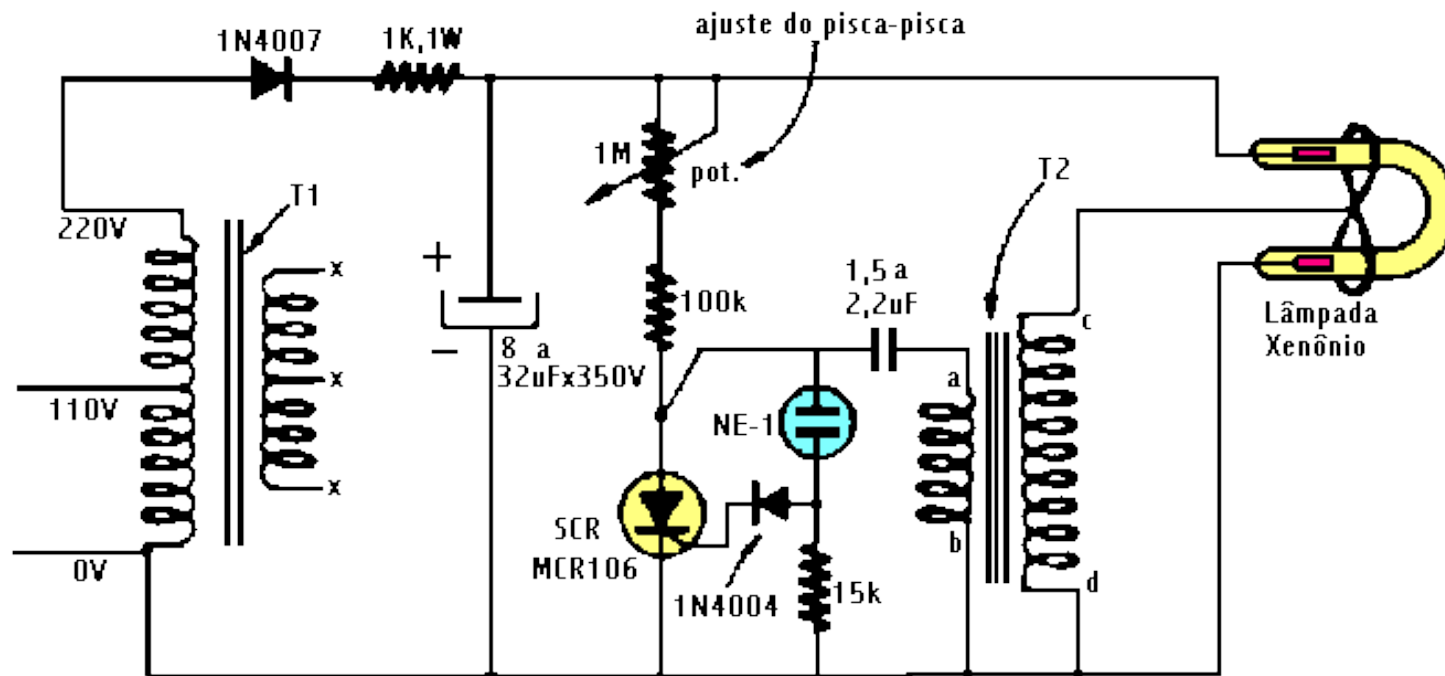 ajuste do pisca-pisca
1N4007
1K,1W
1M
pot.
T2
T1
220V
x
+
100k
1,5 a
2,2uF
c
Lâmpada
Xenônio
−
8 a
32uFx350V
x
a
110V
NE-1
x
SCR
MCR106
b
0V
1N4004
15k
d